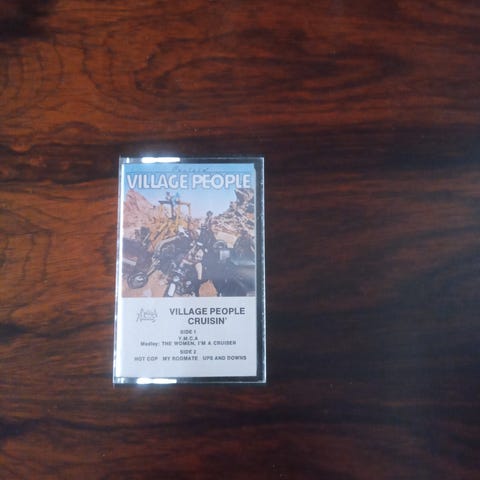 VILLAGE PEOPLE
VILLAGE PEOPLE
CRUISIN'
SIDE 1
Y.M.C.A
Medley: THE WOMEN, I'M A CRUISER
SIDE 2
HOT COP MY ROOMATE UPS AND DOWNS